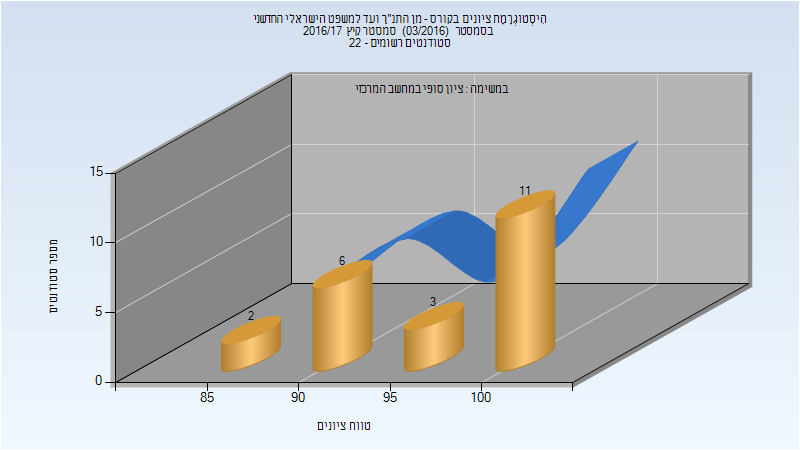 הִיסְטוֹגְרָמַת ציונים בקורס - מן התנ"ך ועד למשפט הישראלי החדשני
בסמסטר (03/2016) סמסטר קיץ 2016/17
סטודנטים רשומים - 22
במשימה : ציון סופי במחשב המרכזי
מספר סטודנטים
15
10
5
0
2
6
3
11
85
90
95
100
טווח ציונים